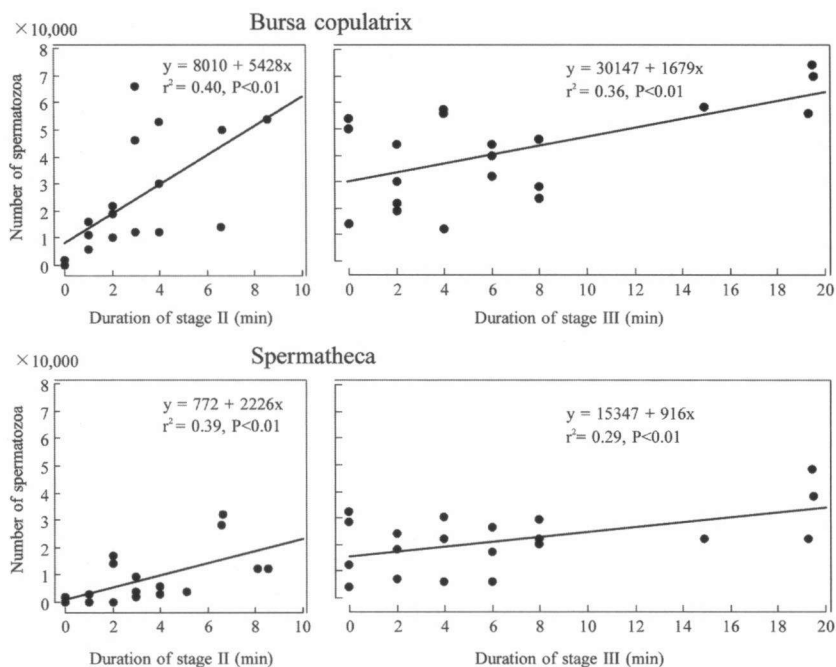 Bursa copulatrix
×10,000
Number of spermatozoa
8
7
6
5
4
3
2
1
0
y = 8010 + 5428x
r² = 0.40, P<0.01
0 2 4 6 8 10
Duration of stage II (min)
y = 30147 + 1679x
r² = 0.36, P<0.01
0 2 4 6 8 10 12 14 16 18 20
Duration of stage III (min)
Spermatheca
×10,000
Number of spermatozoa
8
7
6
5
4
3
2
1
0
y = 772 + 2226x
r² = 0.39, P<0.01
0 2 4 6 8 10
Duration of stage II (min)
y = 15347 + 916x
r²= 0.29, P<0.01
0 2 4 6 8 10 12 14 16 18 20
Duration of stage III (min)